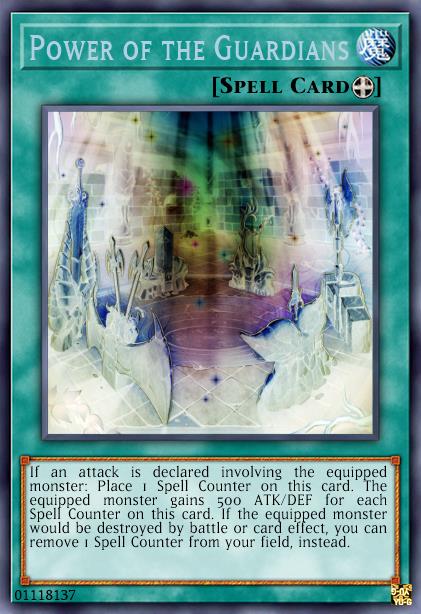 Power of the Guardians 魔
[Spell Card]
If an attack is declared involving the equipped
monster: Place 1 Spell Counter on this card. The
equipped monster gains 500 ATK/DEF for each
Spell Counter on this card. If the equipped monster
would be destroyed by battle or card effect, you can
remove 1 Spell Counter from your field, instead.
01118137